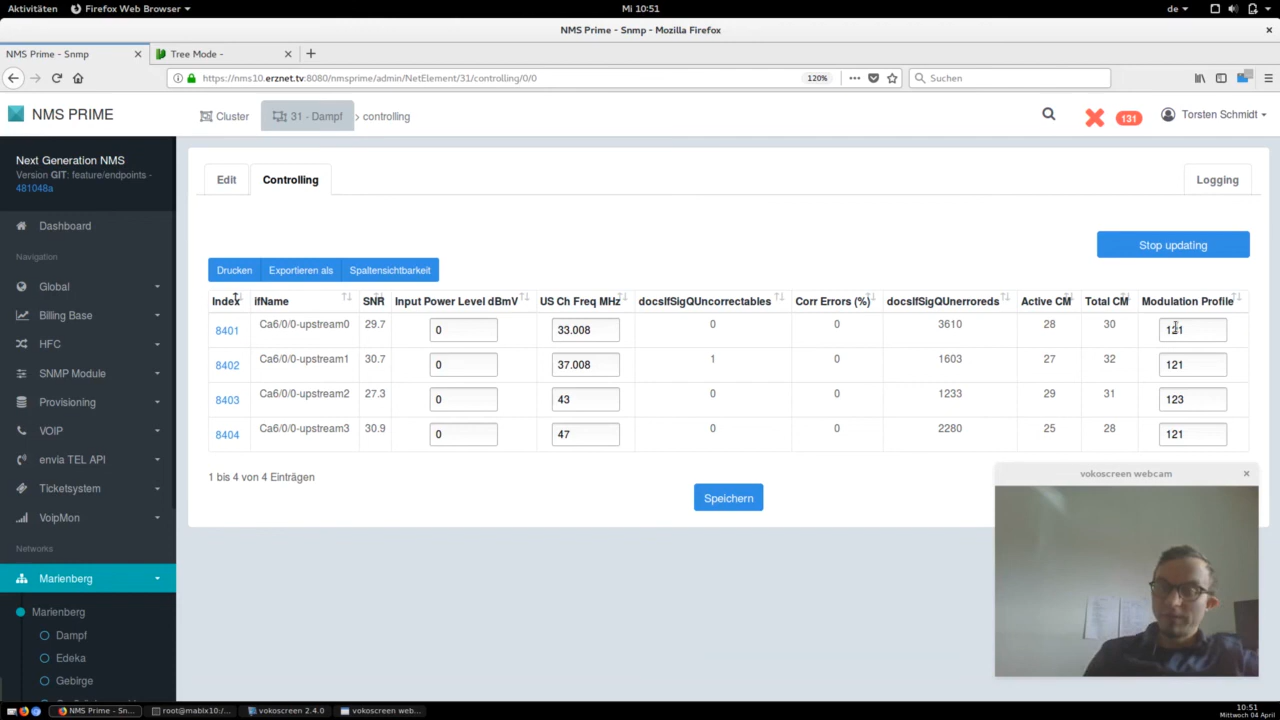 Aktivitäten Firefox Web Browser Mi 10:51 de
NMS Prime - Snmp - Mozilla Firefox
NMS Prime - Snmp Tree Mode -
https://nms10.erznet.tv:8080/nmsprime/admin/NetElement/31/controlling/0/0 120% Suchen
NMS PRIME Cluster 31 - Dampf > controlling 131 Torsten Schmidt
Next Generation NMS
Version GIT: feature/endpoints -
481048a
Edit Controlling Logging
Dashboard
Navigation
Stop updating
Drucken Exportieren als Spaltensichtbarkeit
Global
Billing Base
HFC
SNMP Module
Provisioning
VOIP
envia TEL API
Ticketsystem
VoipMon
Networks
Marienberg
Marienberg
Dampf
Edeka
Gebirge
Index ifName SNR Input Power Level dBmV US Ch Freq MHz docsIfSigQUncorrectables Corr Errors (%) docsIfSigQUnerroreds Active CM Total CM Modulation Profile
8401 Ca6/0/0-upstream0 29.7 0 33.008 0 0 3610 28 30 121
8402 Ca6/0/0-upstream1 30.7 0 37.008 1 0 1603 27 32 121
8403 Ca6/0/0-upstream2 27.3 0 43 0 0 1233 29 31 123
8404 Ca6/0/0-upstream3 30.9 0 47 0 0 2280 25 28 121
1 bis 4 von 4 Einträgen
Speichern
vokoscreen webcam
NMS Prime - Sn... root@mablx10:/... vokoscreen 2.4.0 vokoscreen web...
10:51
Mittwoch 04 April